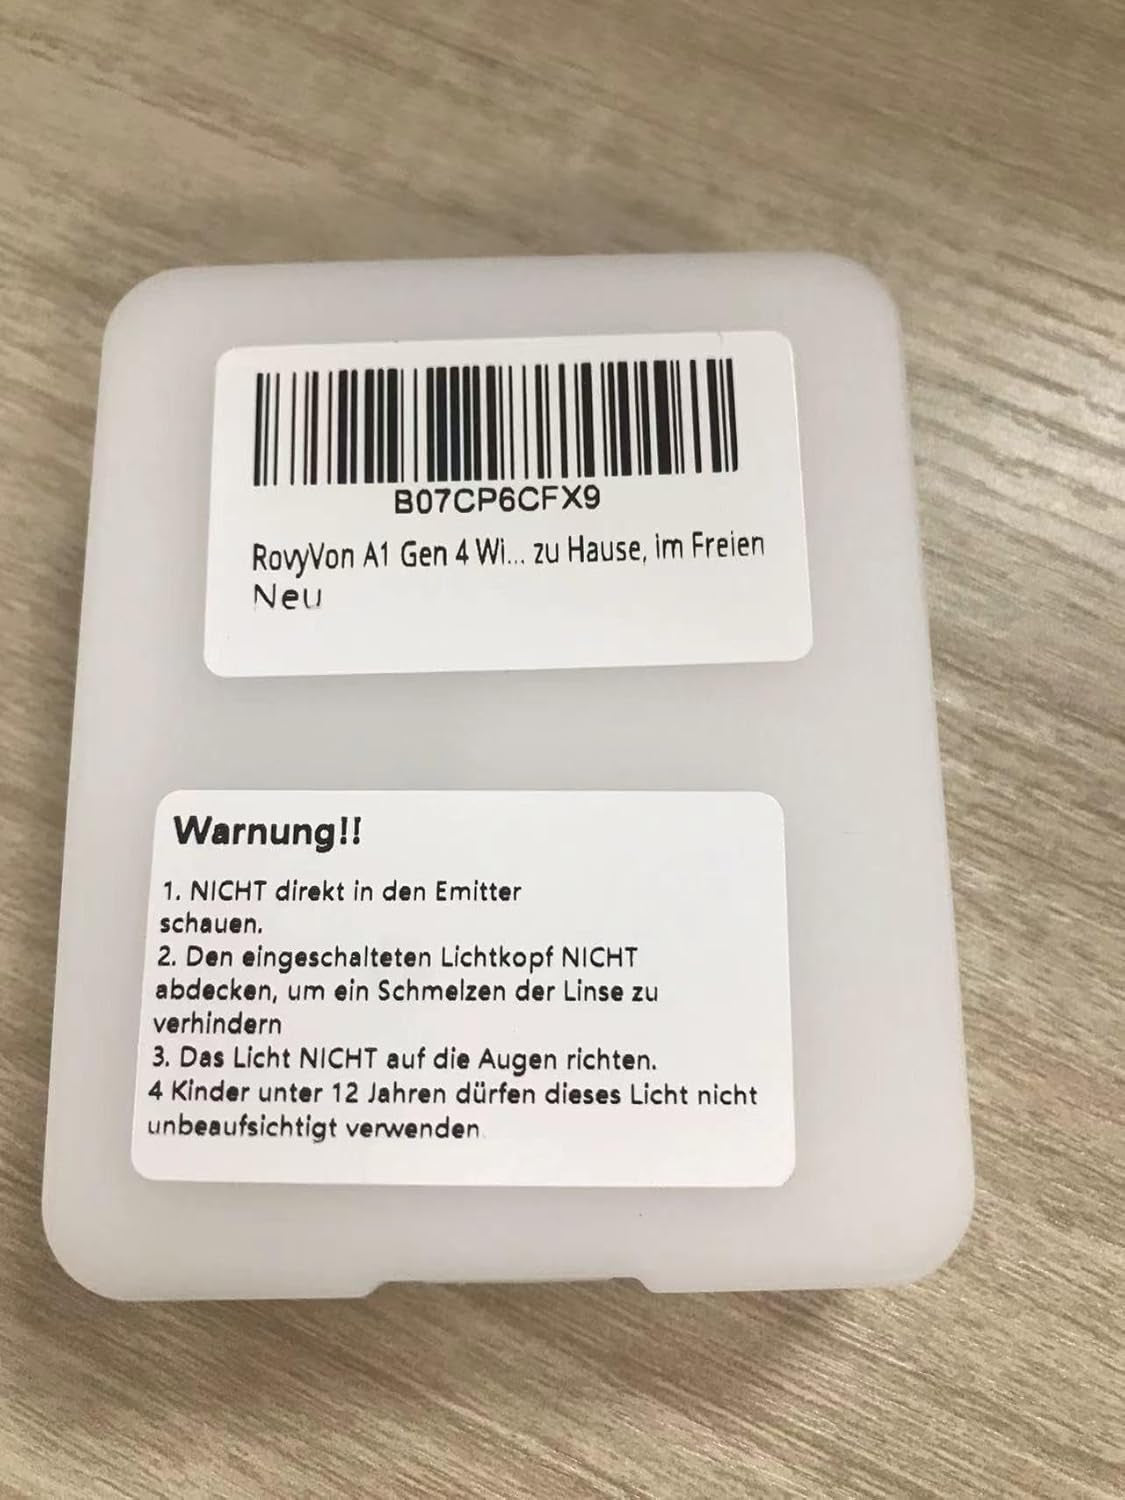 B07CP6CFX9
RovyVon A1 Gen 4 Wi... zu Hause, im Freien
Neu
Warnung!!
1. NICHT direkt in den Emitter
schauen.
2. Den eingeschalteten Lichtkopf NICHT
abdecken, um ein Schmelzen der Linse zu
verhindern
3. Das Licht NICHT auf die Augen richten.
4 Kinder unter 12 Jahren dürfen dieses Licht nicht
unbeaufsichtigt verwenden